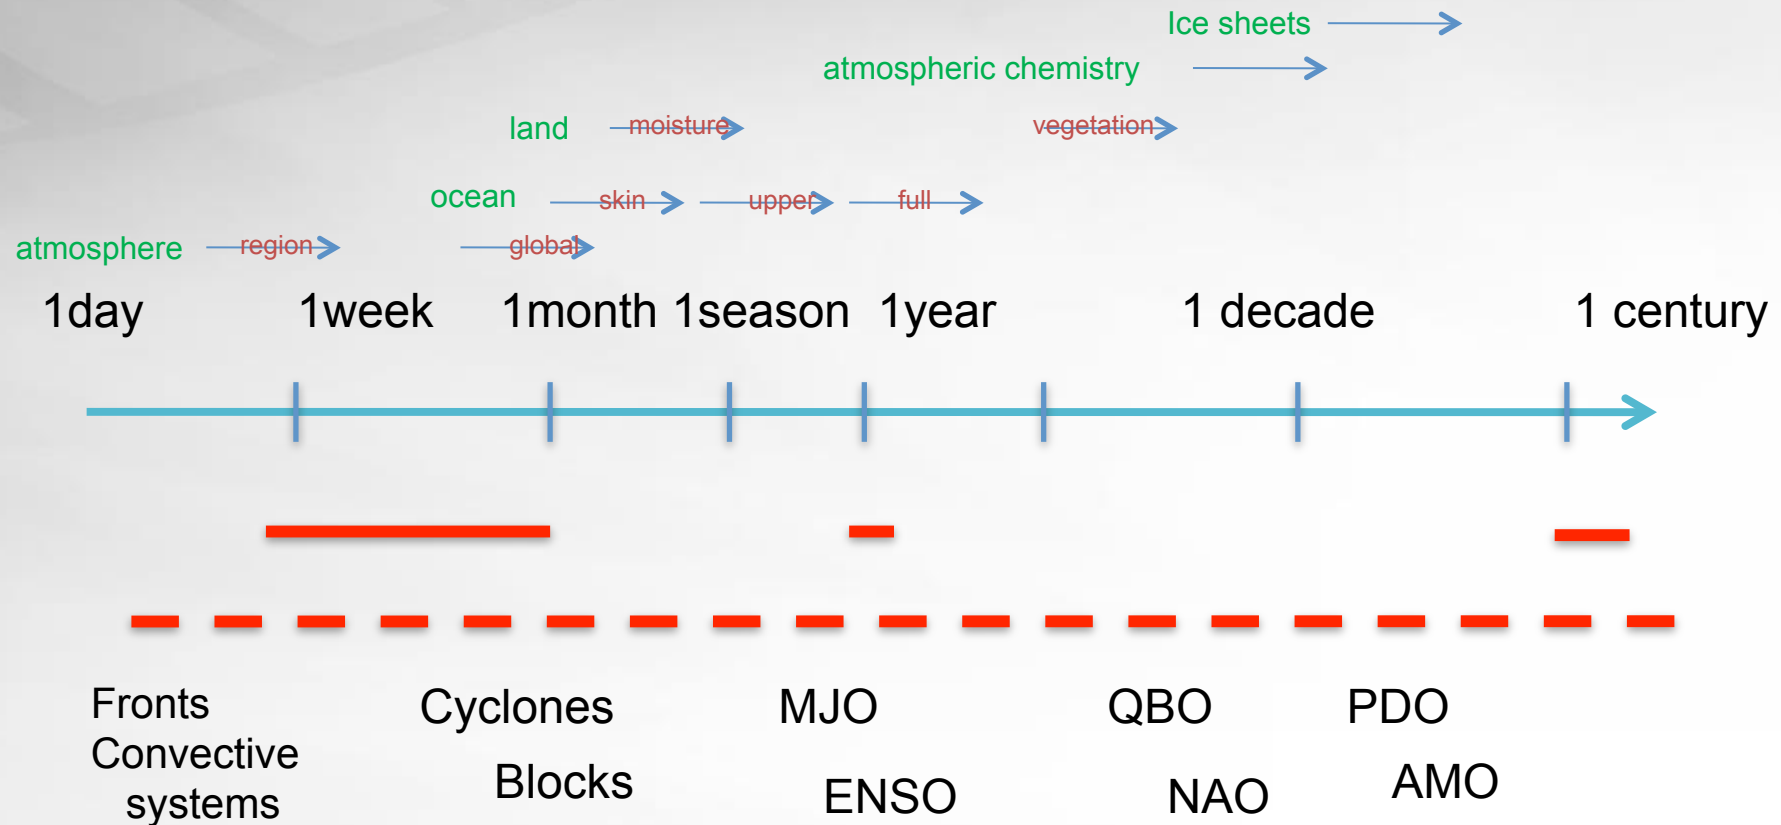 Ice sheets
atmospheric chemistry
land moisture vegetation
ocean skin upper full
atmosphere region global
1day 1week 1month 1season 1year 1 decade 1 century
Fronts Cyclones MJO QBO PDO
Convective
systems Blocks ENSO NAO AMO